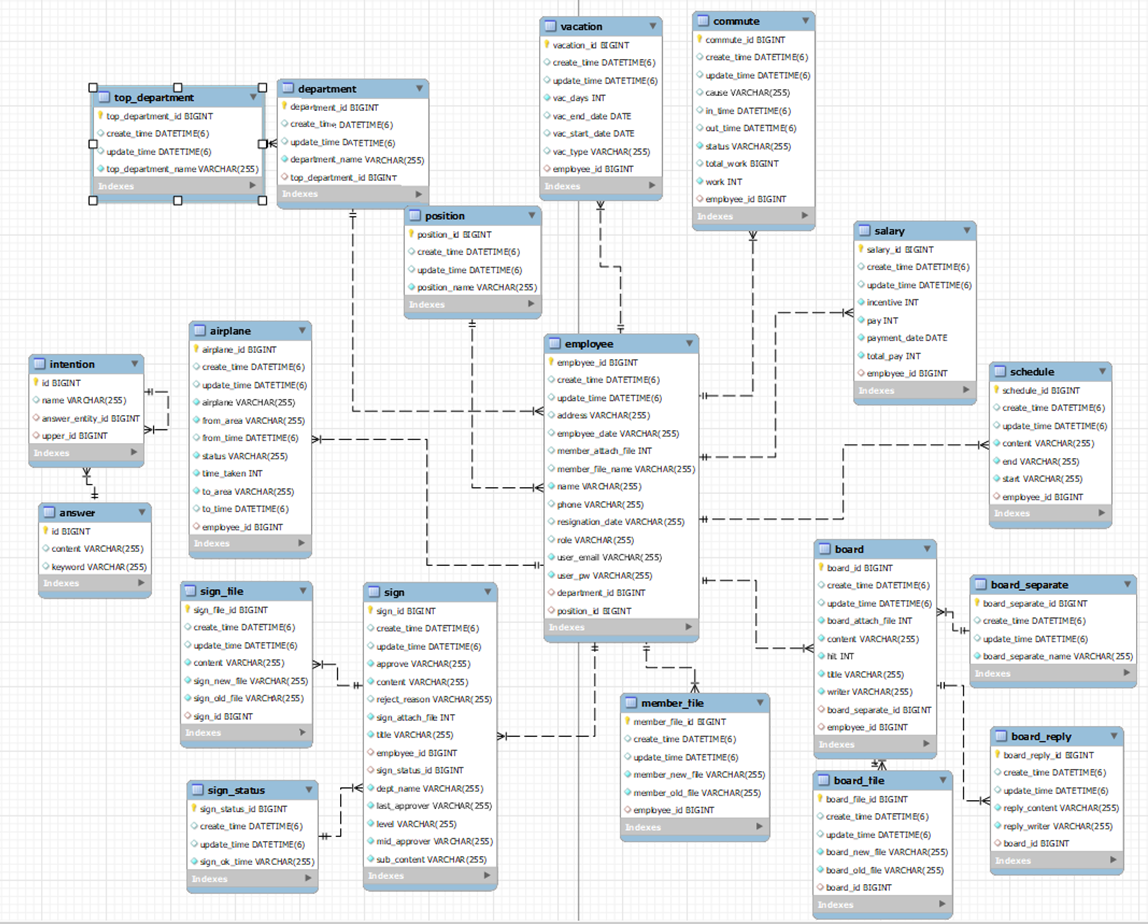 vacation
vacation_id BIGINT
create_time DATETIME(6)
update_time DATETIME(6)
vac_days INT
vac_end_date DATE
vac_start_date DATE
vac_type VARCHAR(255)
employee_id BIGINT
Indexes
commute
commute_id BIGINT
create_time DATETIME(6)
update_time DATETIME(6)
cause VARCHAR(255)
in_time DATETIME(6)
out_time DATETIME(6)
status VARCHAR(255)
total_work BIGINT
work INT
employee_id BIGINT
Indexes
top_department
top_department_id BIGINT
create_time DATETIME(6)
update_time DATETIME(6)
top_department_name VARCHAR(255)
Indexes
department
department_id BIGINT
create_time DATETIME(6)
update_time DATETIME(6)
department_name VARCHAR(255)
top_department_id BIGINT
Indexes
position
position_id BIGINT
create_time DATETIME(6)
update_time DATETIME(6)
position_name VARCHAR(255)
Indexes
salary
salary_id BIGINT
create_time DATETIME(6)
update_time DATETIME(6)
incentive INT
pay INT
payment_date DATE
total_pay INT
employee_id BIGINT
Indexes
airplane
airplane_id BIGINT
create_time DATETIME(6)
update_time DATETIME(6)
airplane VARCHAR(255)
from_area VARCHAR(255)
from_time DATETIME(6)
status VARCHAR(255)
time_taken INT
to_area VARCHAR(255)
to_time DATETIME(6)
employee_id BIGINT
Indexes
intention
id BIGINT
name VARCHAR(255)
answer_entity_id BIGINT
upper_id BIGINT
Indexes
employee
employee_id BIGINT
create_time DATETIME(6)
update_time DATETIME(6)
address VARCHAR(255)
employee_date VARCHAR(255)
member_attach_file INT
member_file_name VARCHAR(255)
name VARCHAR(255)
phone VARCHAR(255)
resignation_date VARCHAR(255)
role VARCHAR(255)
user_email VARCHAR(255)
user_pw VARCHAR(255)
department_id BIGINT
position_id BIGINT
Indexes
schedule
schedule_id BIGINT
create_time DATETIME(6)
update_time DATETIME(6)
content VARCHAR(255)
end VARCHAR(255)
start VARCHAR(255)
employee_id BIGINT
Indexes
answer
id BIGINT
content VARCHAR(255)
keyword VARCHAR(255)
Indexes
sign_file
sign_file_id BIGINT
create_time DATETIME(6)
update_time DATETIME(6)
content VARCHAR(255)
sign_new_file VARCHAR(255)
sign_old_file VARCHAR(255)
sign_id BIGINT
Indexes
sign
sign_id BIGINT
create_time DATETIME(6)
update_time DATETIME(6)
approve VARCHAR(255)
content VARCHAR(255)
reject_reason VARCHAR(255)
sign_attach_file INT
title VARCHAR(255)
employee_id BIGINT
sign_status_id BIGINT
dept_name VARCHAR(255)
last_approver VARCHAR(255)
level VARCHAR(255)
mid_approver VARCHAR(255)
sub_content VARCHAR(255)
Indexes
board
board_id BIGINT
create_time DATETIME(6)
update_time DATETIME(6)
board_attach_file INT
content VARCHAR(255)
hit INT
title VARCHAR(255)
writer VARCHAR(255)
board_separate_id BIGINT
employee_id BIGINT
Indexes
board_separate
board_separate_id BIGINT
create_time DATETIME(6)
update_time DATETIME(6)
board_separate_name VARCHAR(255)
Indexes
member_file
member_file_id BIGINT
create_time DATETIME(6)
update_time DATETIME(6)
member_new_file VARCHAR(255)
member_old_file VARCHAR(255)
employee_id BIGINT
Indexes
board_reply
board_reply_id BIGINT
create_time DATETIME(6)
update_time DATETIME(6)
reply_content VARCHAR(255)
reply_writer VARCHAR(255)
board_id BIGINT
Indexes
sign_status
sign_status_id BIGINT
create_time DATETIME(6)
update_time DATETIME(6)
sign_ok_time VARCHAR(255)
Indexes
board_file
board_file_id BIGINT
create_time DATETIME(6)
update_time DATETIME(6)
board_new_file VARCHAR(255)
board_old_file VARCHAR(255)
board_id BIGINT
Indexes